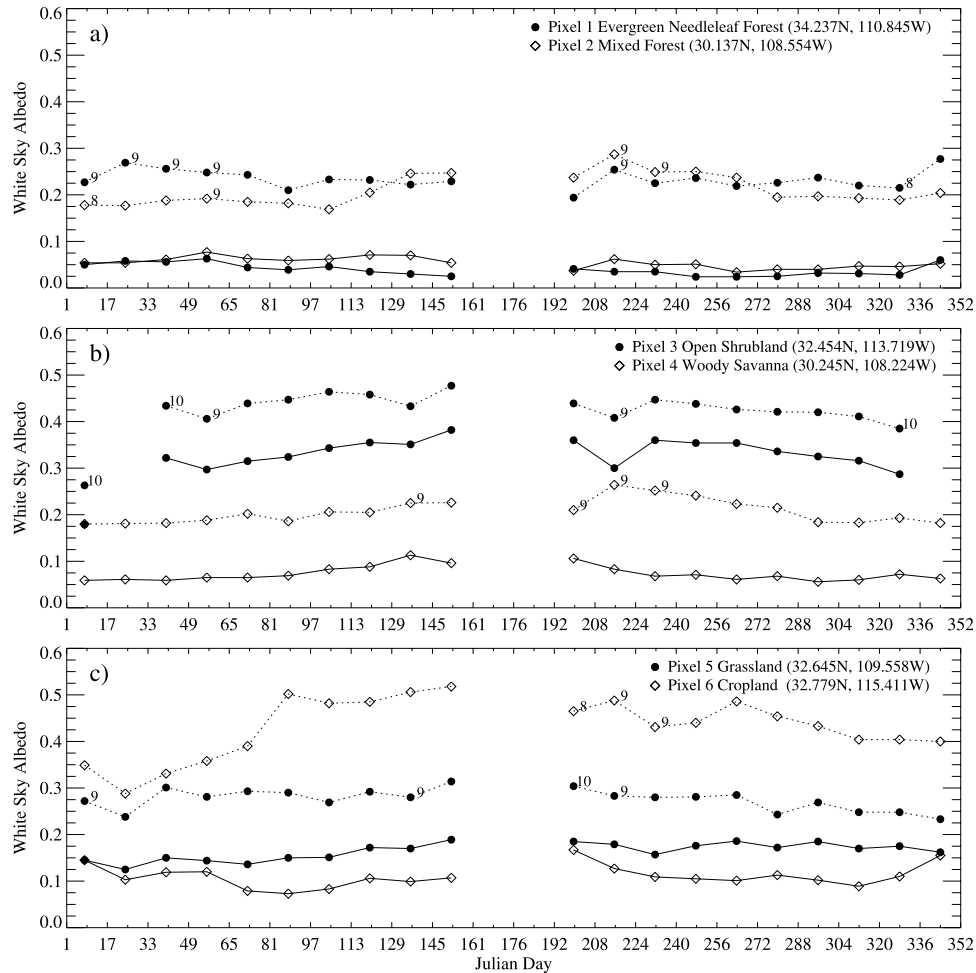 a)
Pixel 1 Evergreen Needleleaf Forest (34.237N, 110.845W)
Pixel 2 Mixed Forest (30.137N, 108.554W)
White Sky Albedo
0.6
0.5
0.4
0.3
0.2
0.1
0.0
9 9 9 9 9 9
8 9 9 8
1 17 33 49 65 81 97 113 129 145 160 176 192 208 224 240 256 264 288 304 320 336 352
b)
Pixel 3 Open Shrubland (32.454N, 113.719W)
Pixel 4 Woody Savanna (30.245N, 108.224W)
White Sky Albedo
0.6
0.5
0.4
0.3
0.2
0.1
0.0
10 9 9 10
10
9 9 9 9
1 17 33 49 65 81 97 113 129 145 160 176 192 208 224 240 256 264 288 304 320 336 352
c)
Pixel 5 Grassland (32.645N, 109.558W)
Pixel 6 Cropland (32.779N, 115.411W)
White Sky Albedo
0.6
0.5
0.4
0.3
0.2
0.1
0.0
8 9 9
9 9 10 9
1 17 33 49 65 81 97 113 129 145 160 176 192 208 224 240 256 264 288 304 320 336 352
Julian Day